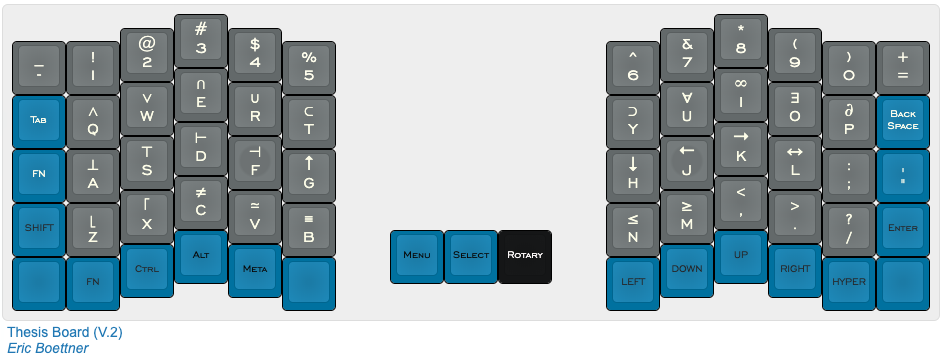 _ ! @ # $ % ^ & * ( ) +
- 1 2 3 4 5 6 7 8 9 0 =
TAB ∧ ∨ ∩ ∪ ⊂ ⊃ ∀ ∞ ∃ ∂ BACK
Q W E R T Y U I O P SPACE
FN ⊥ ⊤ ⊢ ⊣ ↑ ↓ ← → ↔ : '
A S D F G H J K L ; "
SHIFT ⌊ ⌈ ≠ ≃ ≡ ≤ ≥ < > ? ENTER
Z X C V B N M , . /
FN CTRL ALT META MENU SELECT ROTARY LEFT DOWN UP RIGHT HYPER
Thesis Board (V.2)
Eric Boettner